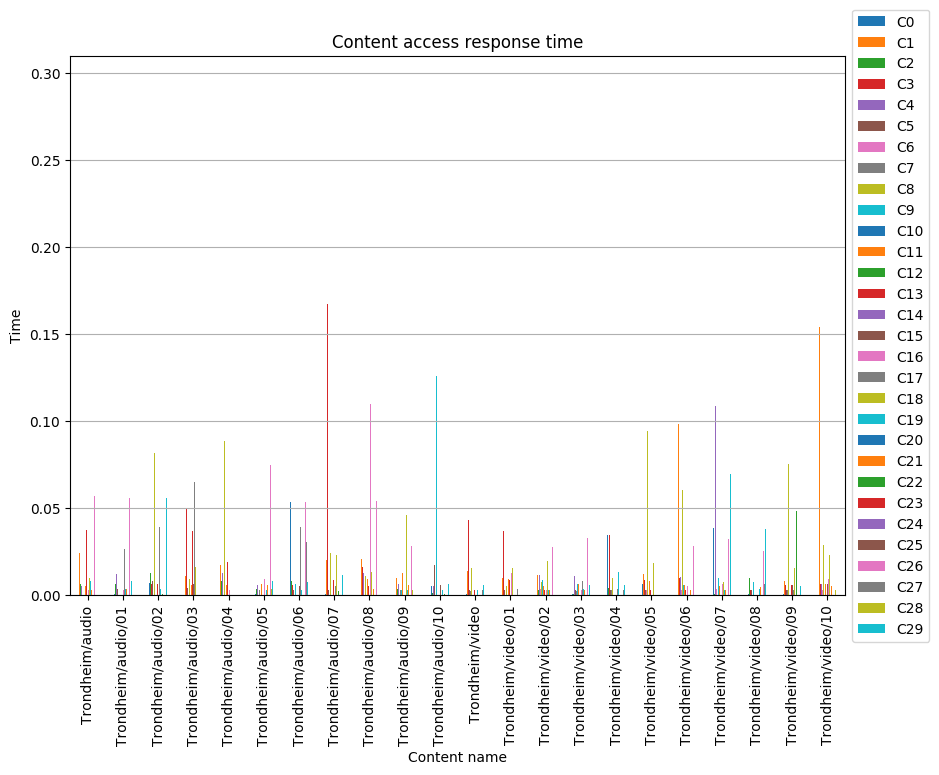 Content access response time
Time
0.30
0.25
0.20
0.15
0.10
0.05
0.00
Trondheim/audio
Trondheim/audio/01
Trondheim/audio/02
Trondheim/audio/03
Trondheim/audio/04
Trondheim/audio/05
Trondheim/audio/06
Trondheim/audio/07
Trondheim/audio/08
Trondheim/audio/09
Trondheim/audio/10
Trondheim/video
Trondheim/video/01
Trondheim/video/02
Trondheim/video/03
Trondheim/video/04
Trondheim/video/05
Trondheim/video/06
Trondheim/video/07
Trondheim/video/08
Trondheim/video/09
Trondheim/video/10
Content name
C0
C1
C2
C3
C4
C5
C6
C7
C8
C9
C10
C11
C12
C13
C14
C15
C16
C17
C18
C19
C20
C21
C22
C23
C24
C25
C26
C27
C28
C29